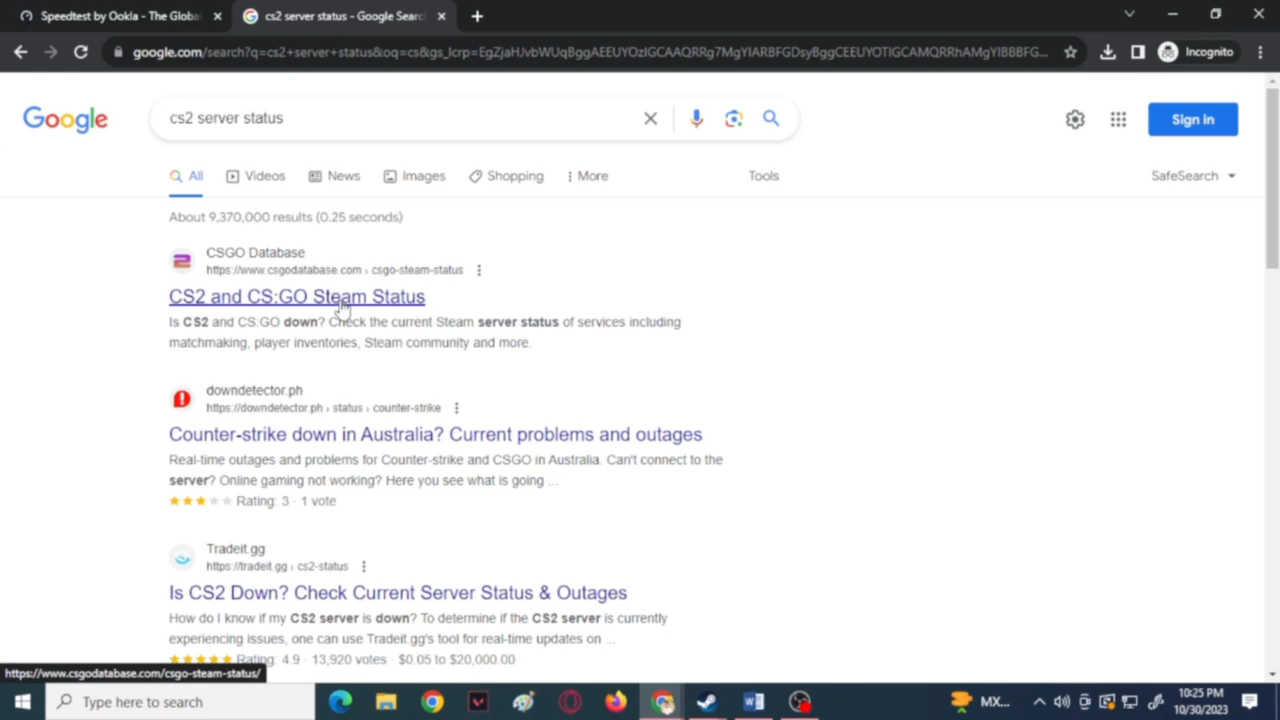 Speedtest by Ookla - The Global
cs2 server status - Google Search
google.com/search?q=cs2+server+status&oq=cs&gs_lcrp=EgZjaHJvbWUqBggAEEUYOzIGCAAQRRg7MgYIARBFGDsyBggCEEUYOTIGCAMQRRhAMgYIBBBFG...
Incognito
Google
cs2 server status
Sign in
All
Videos
News
Images
Shopping
More
Tools
SafeSearch
About 9,370,000 results (0.25 seconds)
CSGO Database
https://www.csgodatabase.com › csgo-steam-status
CS2 and CS:GO Steam Status
Is CS2 and CS:GO down? Check the current Steam server status of services including
matchmaking, player inventories, Steam community and more.
downdetector.ph
https://downdetector.ph › status › counter-strike
Counter-strike down in Australia? Current problems and outages
Real-time outages and problems for Counter-strike and CSGO in Australia. Can't connect to the
server? Online gaming not working? Here you see what is going ...
Rating: 3 · 1 vote
Tradeit.gg
https://tradeit.gg › cs2-status
Is CS2 Down? Check Current Server Status & Outages
How do I know if my CS2 server is down? To determine if the CS2 server is currently
experiencing issues, one can use Tradeit.gg's tool for real-time updates on ...
Rating: 4.9 · 13,920 votes · $0.05 to $20,000.00
https://www.csgodatabase.com/csgo-steam-status/
Type here to search
MX...
10:25 PM
10/30/2023